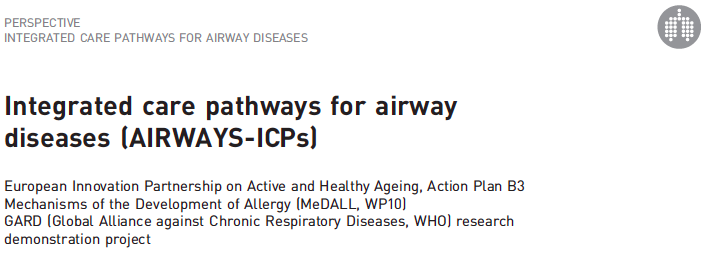 PERSPECTIVE
INTEGRATED CARE PATHWAYS FOR AIRWAY DISEASES
Integrated care pathways for airway
diseases (AIRWAYS-ICPs)
European Innovation Partnership on Active and Healthy Ageing, Action Plan B3
Mechanisms of the Development of Allergy (MeDALL, WP10)
GARD (Global Alliance against Chronic Respiratory Diseases, WHO) research
demonstration project